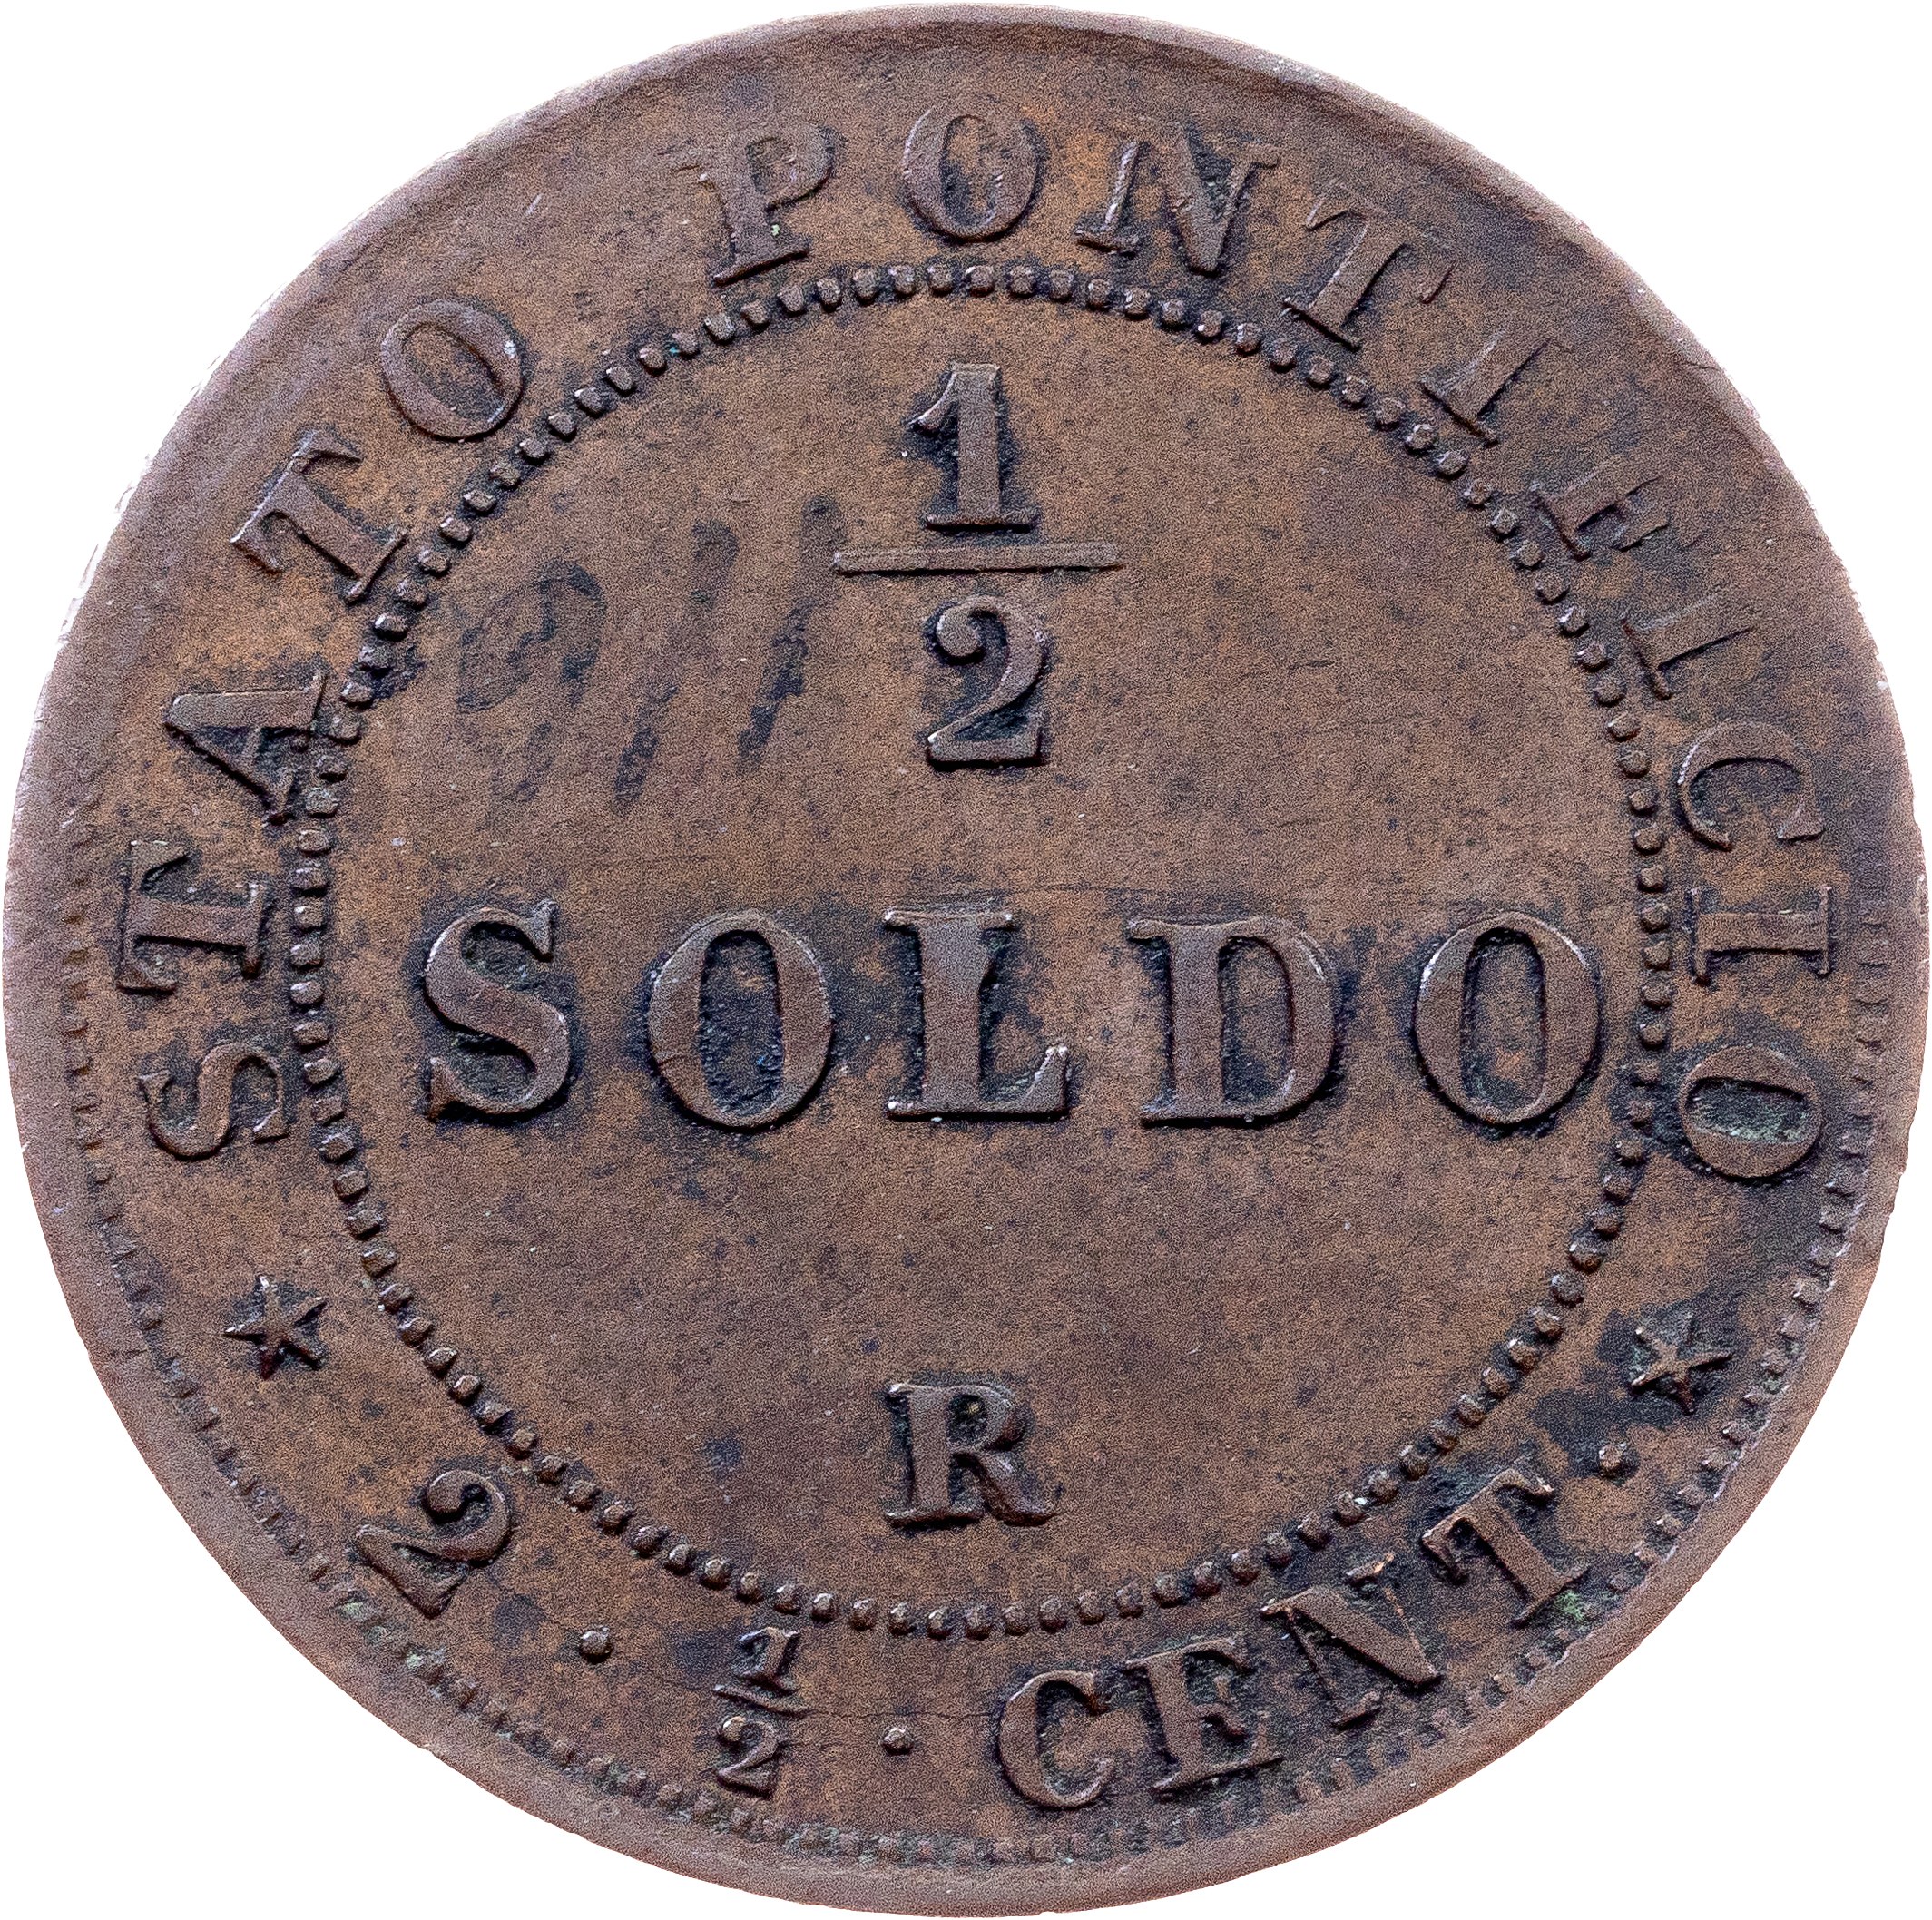 STATO PONTIFICIO
1/2
SOLDO
R
2 · 1/2 · CENT ·